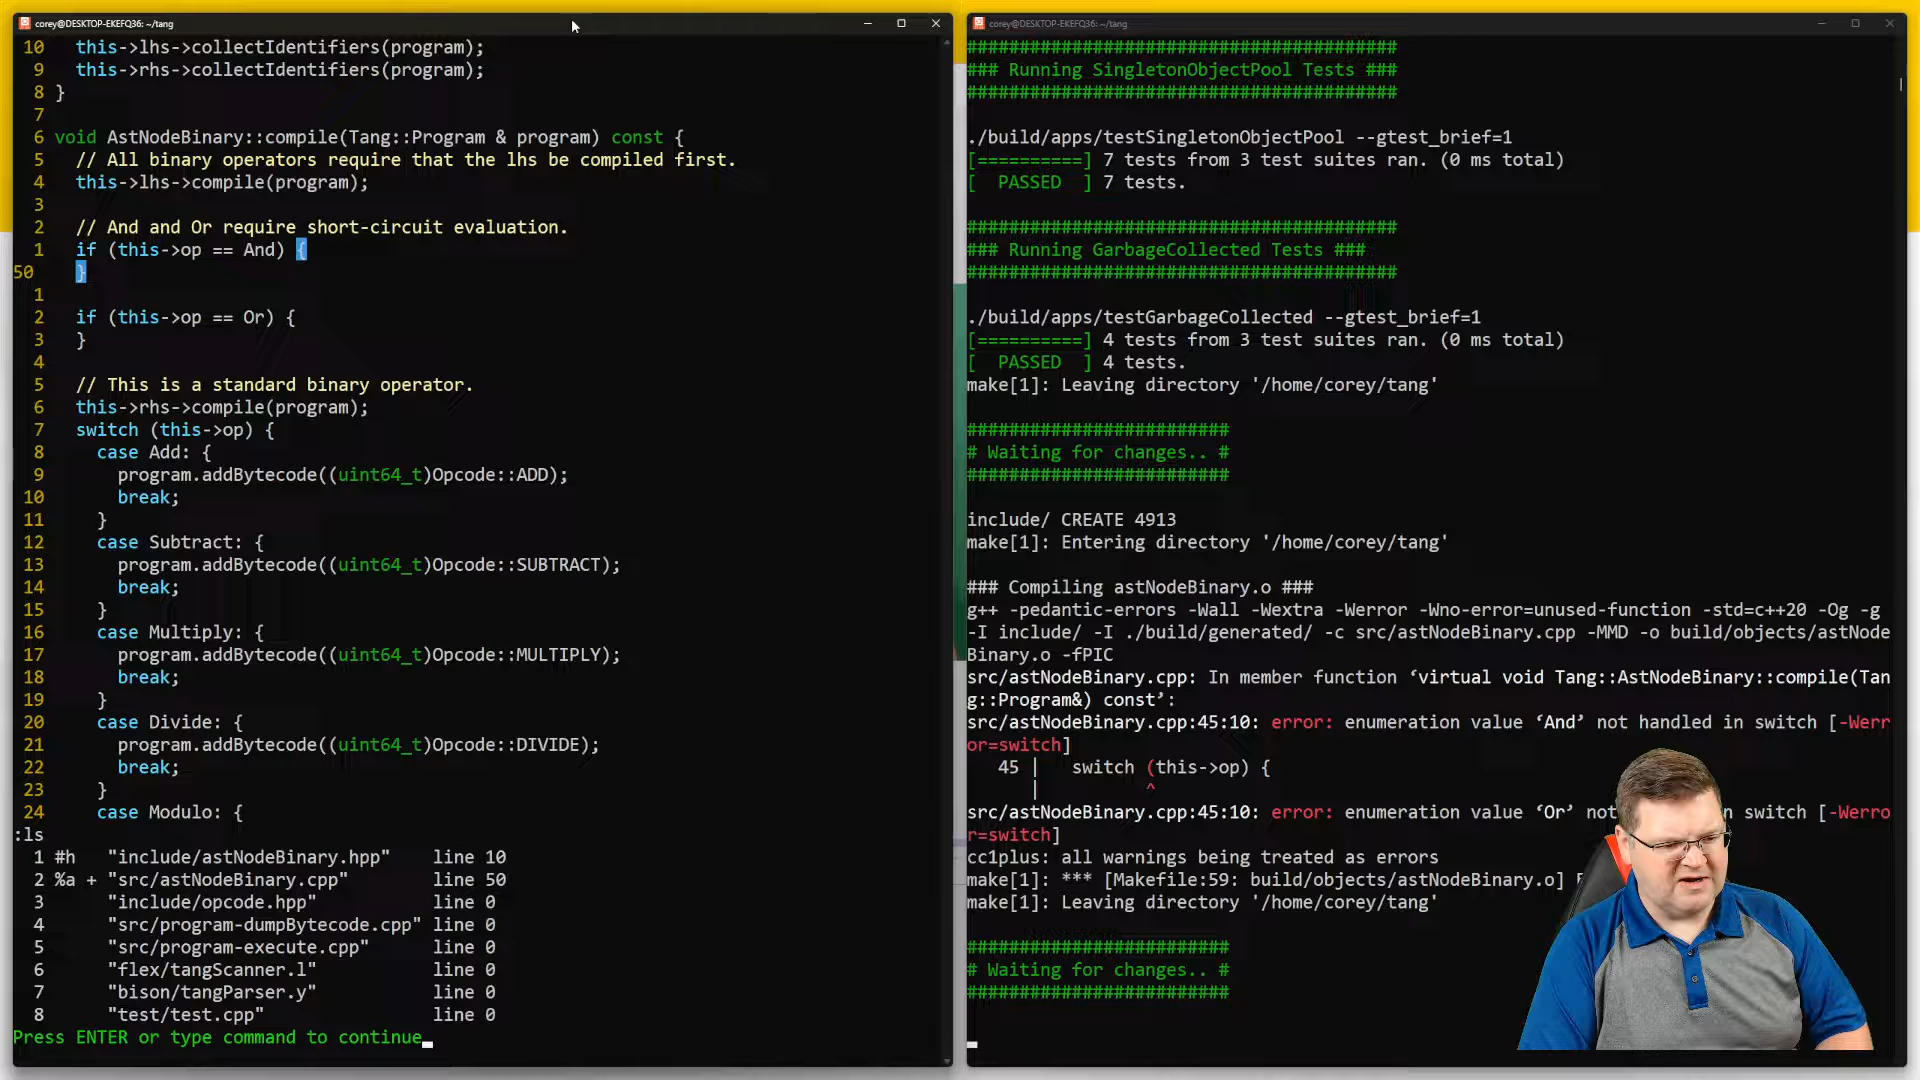 corey@DESKTOP-EKEFQ36: ~/tang
10 this->lhs->collectIdentifiers(program);
9 this->rhs->collectIdentifiers(program);
8 }
7
6 void AstNodeBinary::compile(Tang::Program & program) const {
5 // All binary operators require that the lhs be compiled first.
4 this->lhs->compile(program);
3
2 // And and Or require short-circuit evaluation.
1 if (this->op == And) {
50 }
1
2 if (this->op == Or) {
3 }
4
5 // This is a standard binary operator.
6 this->rhs->compile(program);
7 switch (this->op) {
8 case Add: {
9 program.addBytecode((uint64_t)Opcode::ADD);
10 break;
11 }
12 case Subtract: {
13 program.addBytecode((uint64_t)Opcode::SUBTRACT);
14 break;
15 }
16 case Multiply: {
17 program.addBytecode((uint64_t)Opcode::MULTIPLY);
18 break;
19 }
20 case Divide: {
21 program.addBytecode((uint64_t)Opcode::DIVIDE);
22 break;
23 }
24 case Modulo: {
:ls
1 #h "include/astNodeBinary.hpp" line 10
2 %a + "src/astNodeBinary.cpp" line 50
3 "include/opcode.hpp" line 0
4 "src/program-dumpBytecode.cpp" line 0
5 "src/program-execute.cpp" line 0
6 "flex/tangScanner.l" line 0
7 "bison/tangParser.y" line 0
8 "test/test.cpp" line 0
Press ENTER or type command to continue
corey@DESKTOP-EKEFQ36: ~/tang
#########################################
### Running SingletonObjectPool Tests ###
#########################################
./build/apps/testSingletonObjectPool --gtest_brief=1
[==========] 7 tests from 3 test suites ran. (0 ms total)
[  PASSED  ] 7 tests.
#########################################
### Running GarbageCollected Tests ###
#########################################
./build/apps/testGarbageCollected --gtest_brief=1
[==========] 4 tests from 3 test suites ran. (0 ms total)
[  PASSED  ] 4 tests.
make[1]: Leaving directory '/home/corey/tang'
#########################
# Waiting for changes.. #
#########################
include/ CREATE 4913
make[1]: Entering directory '/home/corey/tang'
### Compiling astNodeBinary.o ###
g++ -pedantic-errors -Wall -Wextra -Werror -Wno-error=unused-function -std=c++20 -Og -g
-I include/ -I ./build/generated/ -c src/astNodeBinary.cpp -MMD -o build/objects/astNode
Binary.o -fPIC
src/astNodeBinary.cpp: In member function ‘virtual void Tang::AstNodeBinary::compile(Tan
g::Program&) const’:
src/astNodeBinary.cpp:45:10: error: enumeration value ‘And’ not handled in switch [-Werr
or=switch]
45 | switch (this->op) {
| ^
src/astNodeBinary.cpp:45:10: error: enumeration value ‘Or’ not switch [-Werro
r=switch]
cc1plus: all warnings being treated as errors
make[1]: *** [Makefile:59: build/objects/astNodeBinary.o]
make[1]: Leaving directory '/home/corey/tang'
#########################
# Waiting for changes.. #
#########################